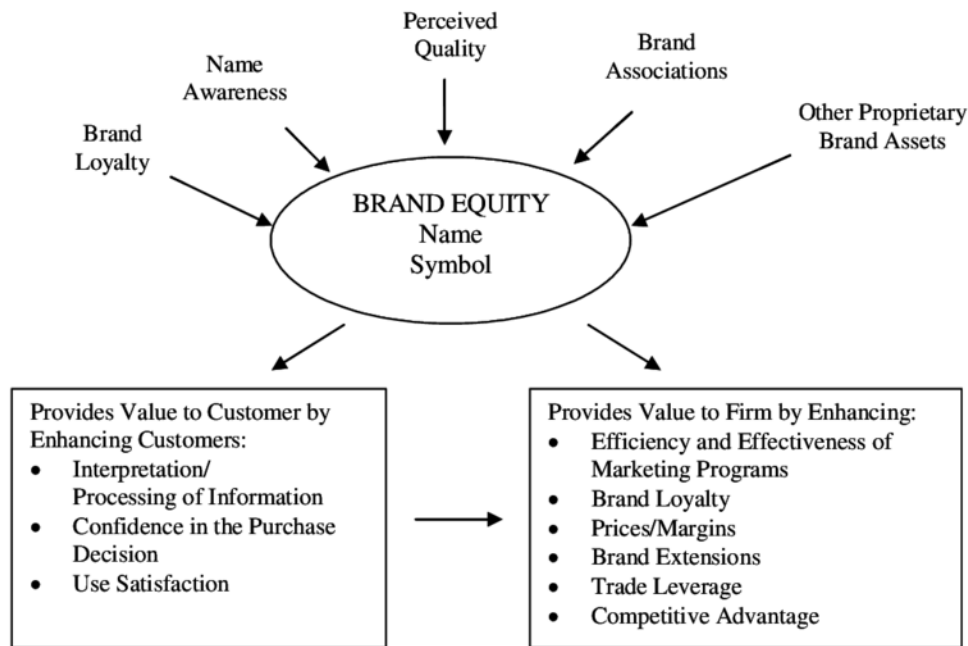 Perceived
Quality
Brand
Associations
Name
Awareness
Other Proprietary
Brand Assets
Brand
Loyalty
BRAND EQUITY
Name
Symbol
Provides Value to Customer by
Enhancing Customers:
• Interpretation/
Processing of Information
• Confidence in the Purchase
Decision
• Use Satisfaction
Provides Value to Firm by Enhancing:
• Efficiency and Effectiveness of
Marketing Programs
• Brand Loyalty
• Prices/Margins
• Brand Extensions
• Trade Leverage
• Competitive Advantage